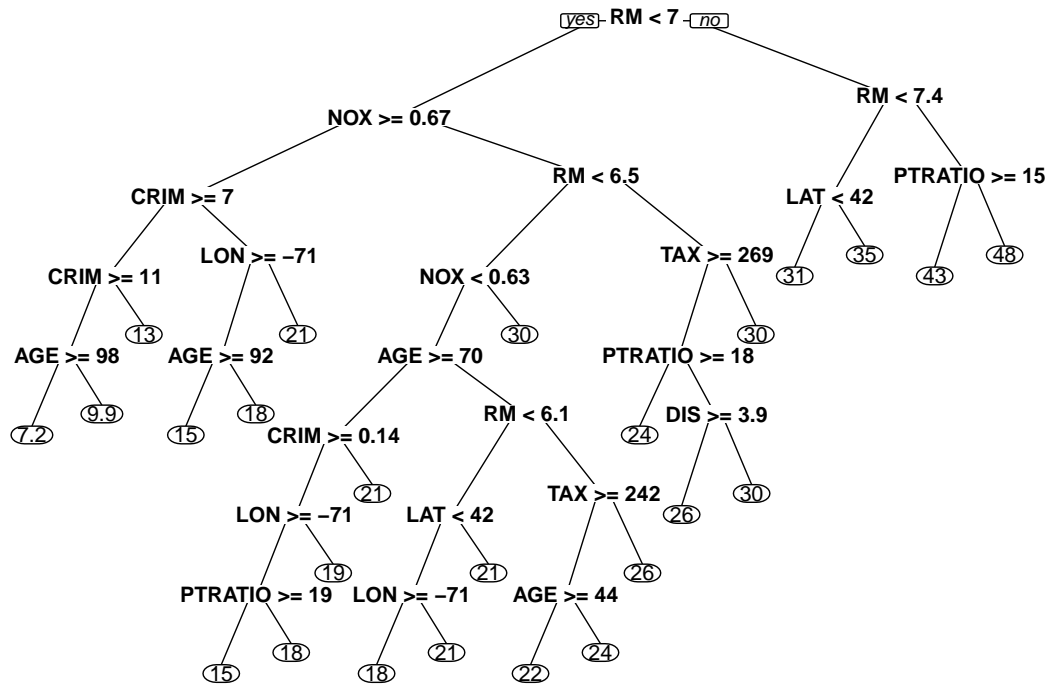 yes RM < 7 no
RM < 7.4
NOX >= 0.67
RM < 6.5
PTRATIO >= 15
CRIM >= 7
LAT < 42
LON >= −71
TAX >= 269
31
35
43
48
CRIM >= 11
NOX < 0.63
13
21
30
30
AGE >= 98
AGE >= 92
AGE >= 70
PTRATIO >= 18
7.2
9.9
15
18
CRIM >= 0.14
RM < 6.1
24
DIS >= 3.9
21
TAX >= 242
26
30
LON >= −71
LAT < 42
19
21
26
PTRATIO >= 19
LON >= −71
AGE >= 44
15
18
18
21
22
24